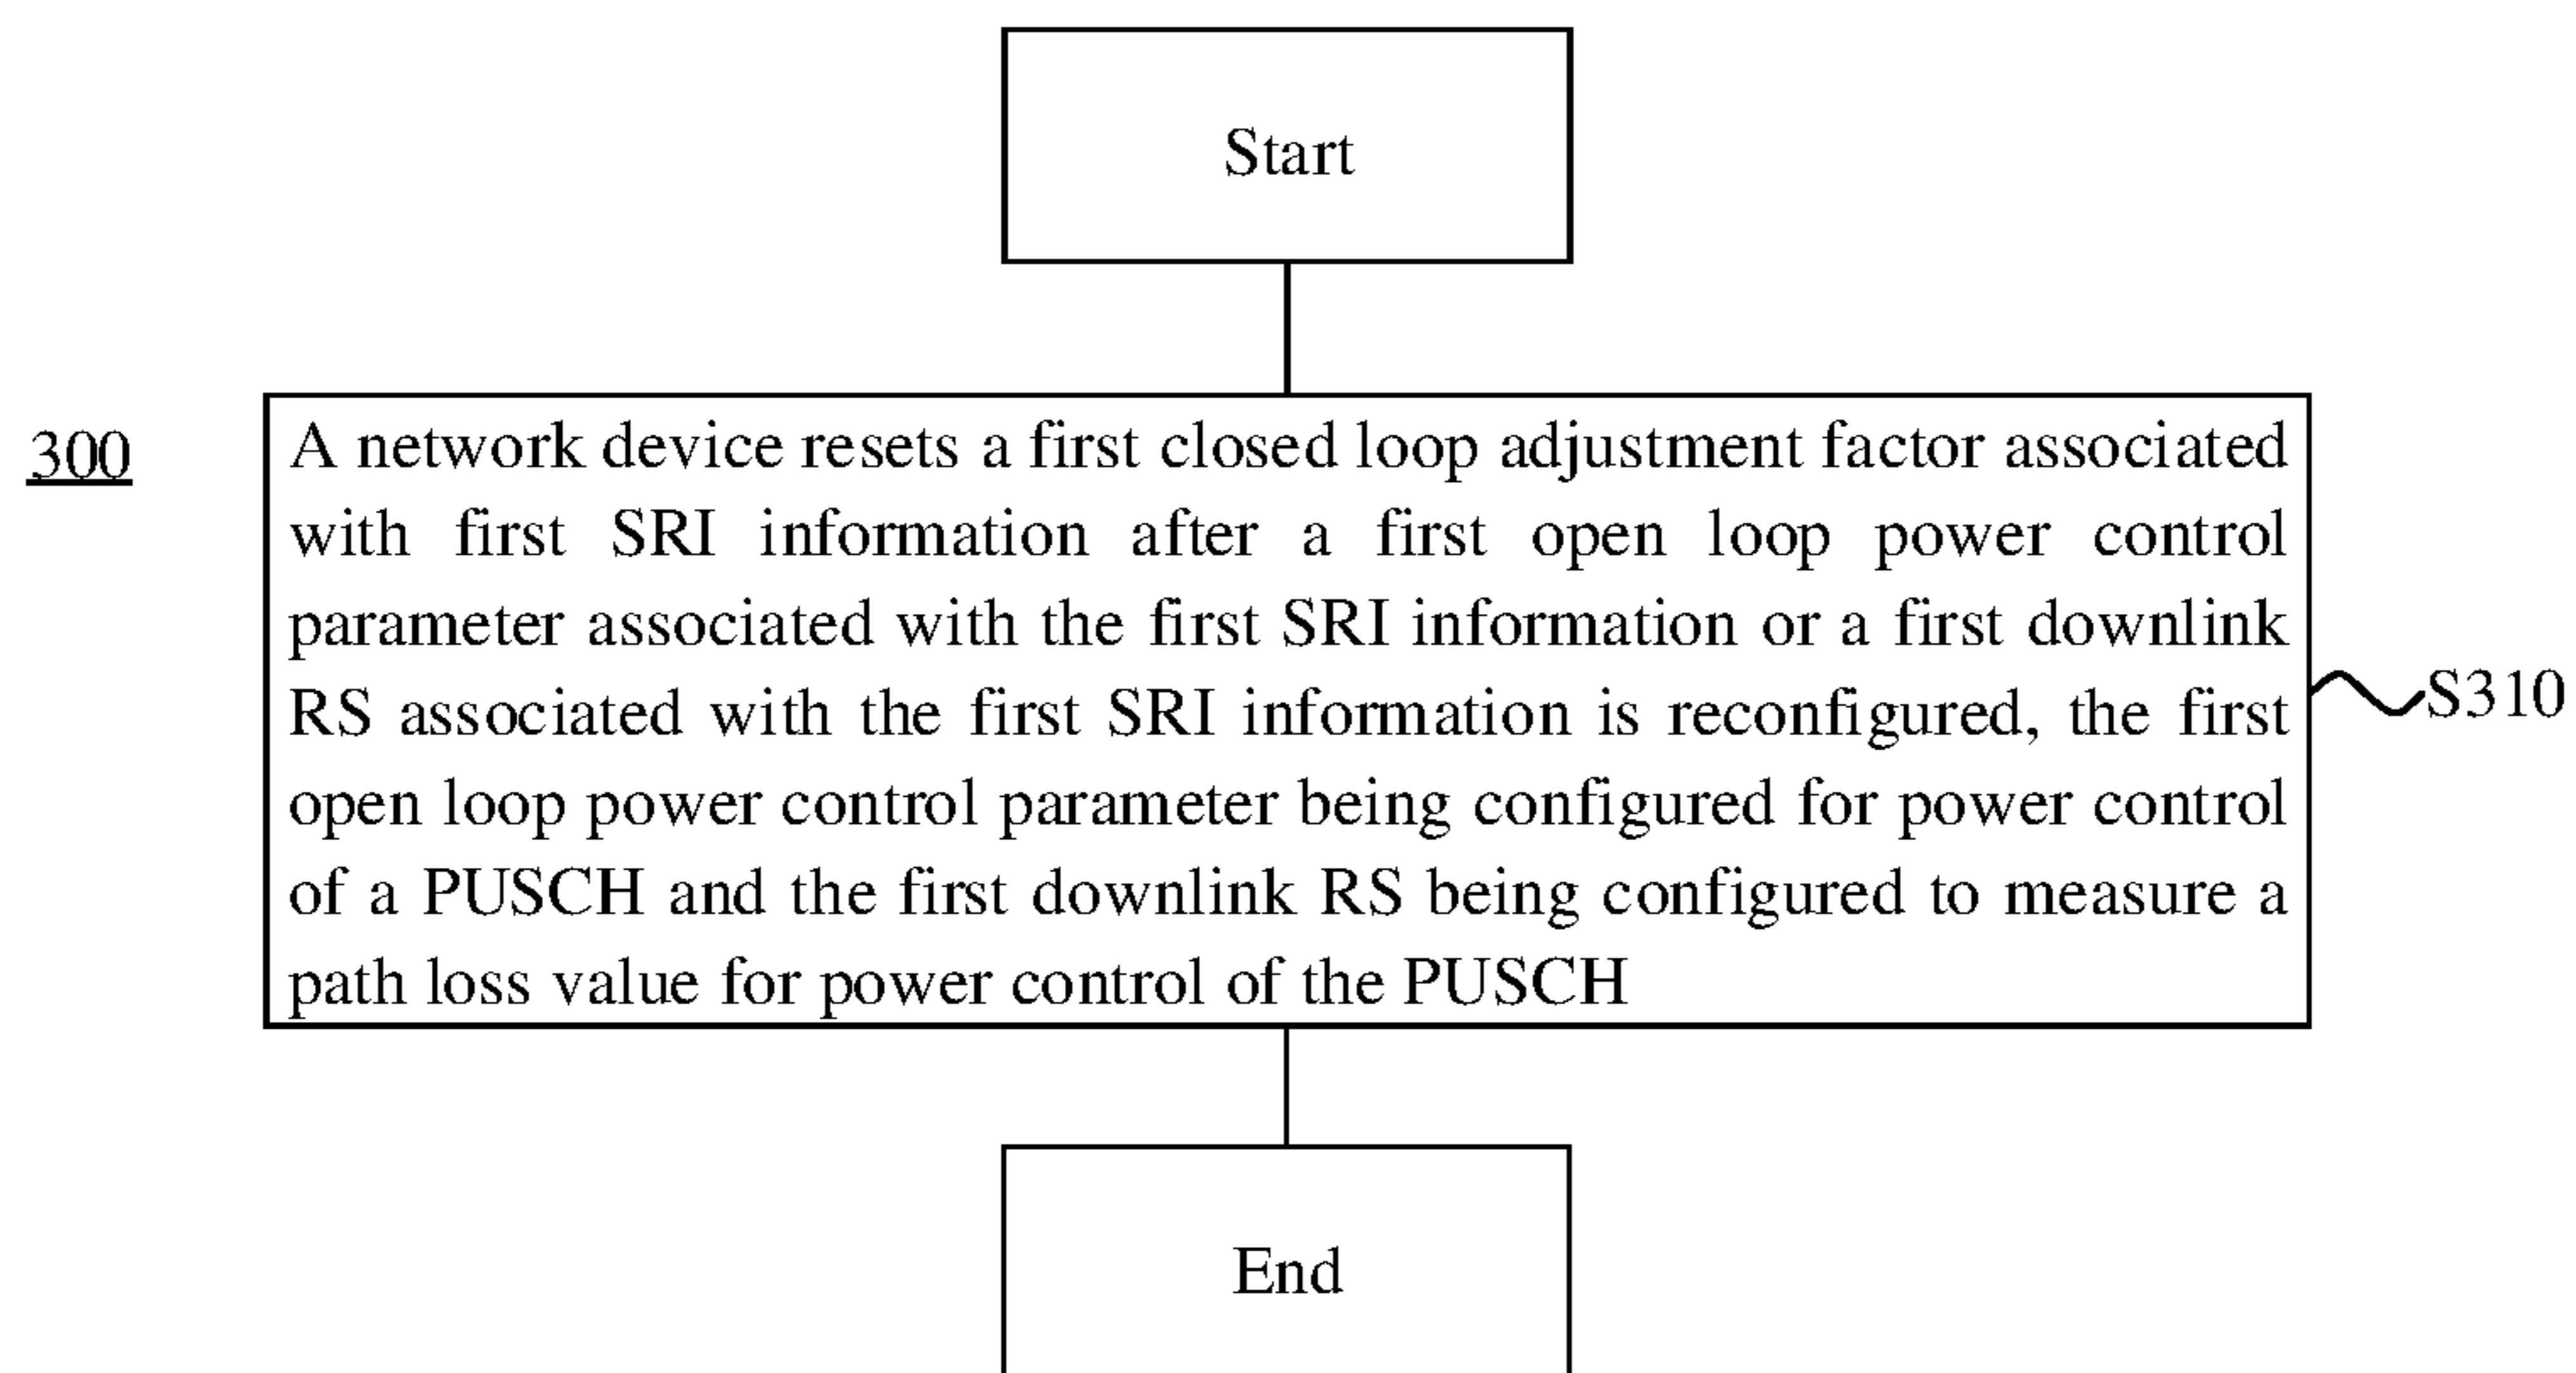 Start
300
A network device resets a first closed loop adjustment factor associated
with first SRI information after a first open loop power control
parameter associated with the first SRI information or a first downlink
RS associated with the first SRI information is reconfigured, the first
open loop power control parameter being configured for power control
of a PUSCH and the first downlink RS being configured to measure a
path loss value for power control of the PUSCH
S310
End